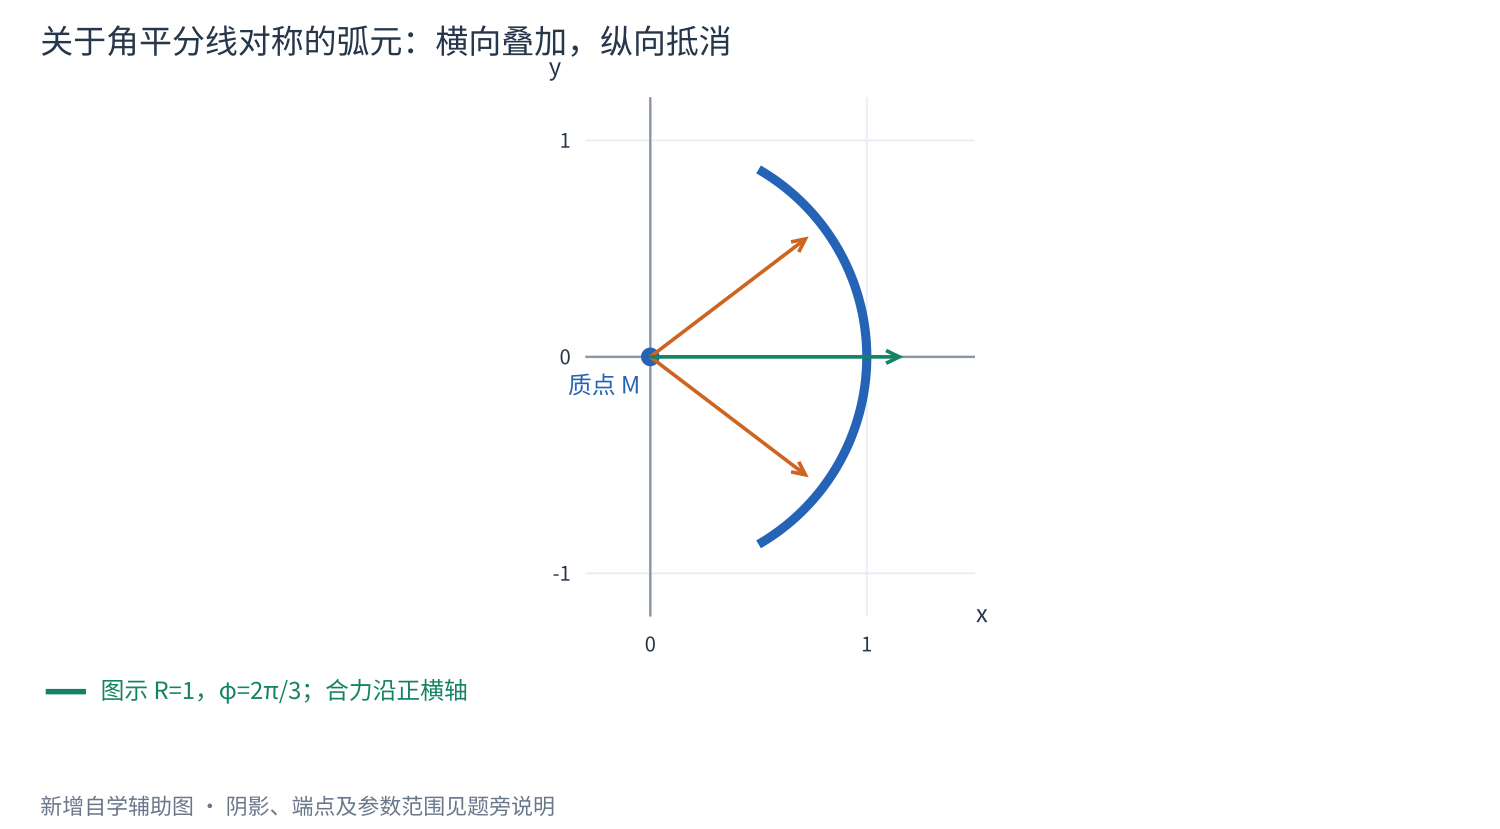 关于角平分线对称的弧元：横向叠加，纵向抵消
y
1
0
质点 M
-1
x
0
1
图示 R=1，ϕ=2π/3；合力沿正横轴
新增自学辅助图 · 阴影、端点及参数范围见题旁说明